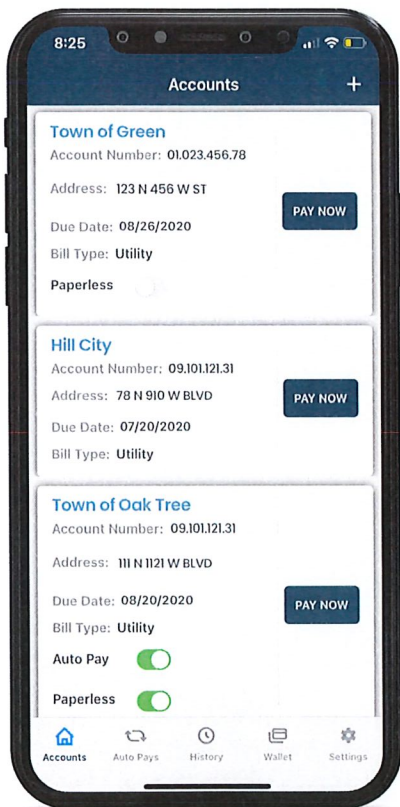 8:25
Accounts +
Town of Green
Account Number: 01.023.456.78
Address: 123 N 456 W ST
PAY NOW
Due Date: 08/26/2020
Bill Type: Utility
Paperless
Hill City
Account Number: 09.101.121.31
Address: 78 N 910 W BLVD
PAY NOW
Due Date: 07/20/2020
Bill Type: Utility
Town of Oak Tree
Account Number: 09.101.121.31
Address: 111 N 1121 W BLVD
Due Date: 08/20/2020
PAY NOW
Bill Type: Utility
Auto Pay
Paperless
Accounts Auto Pays History Wallet Settings